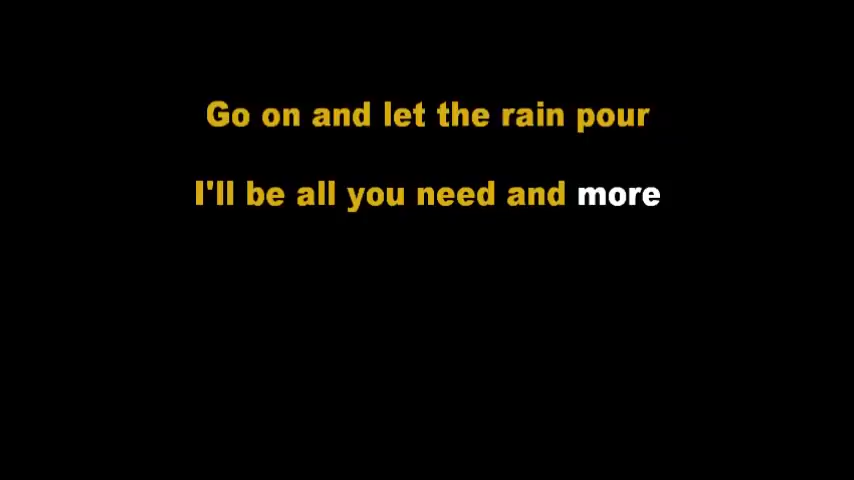 Go on and let the rain pour
I'll be all you need and more